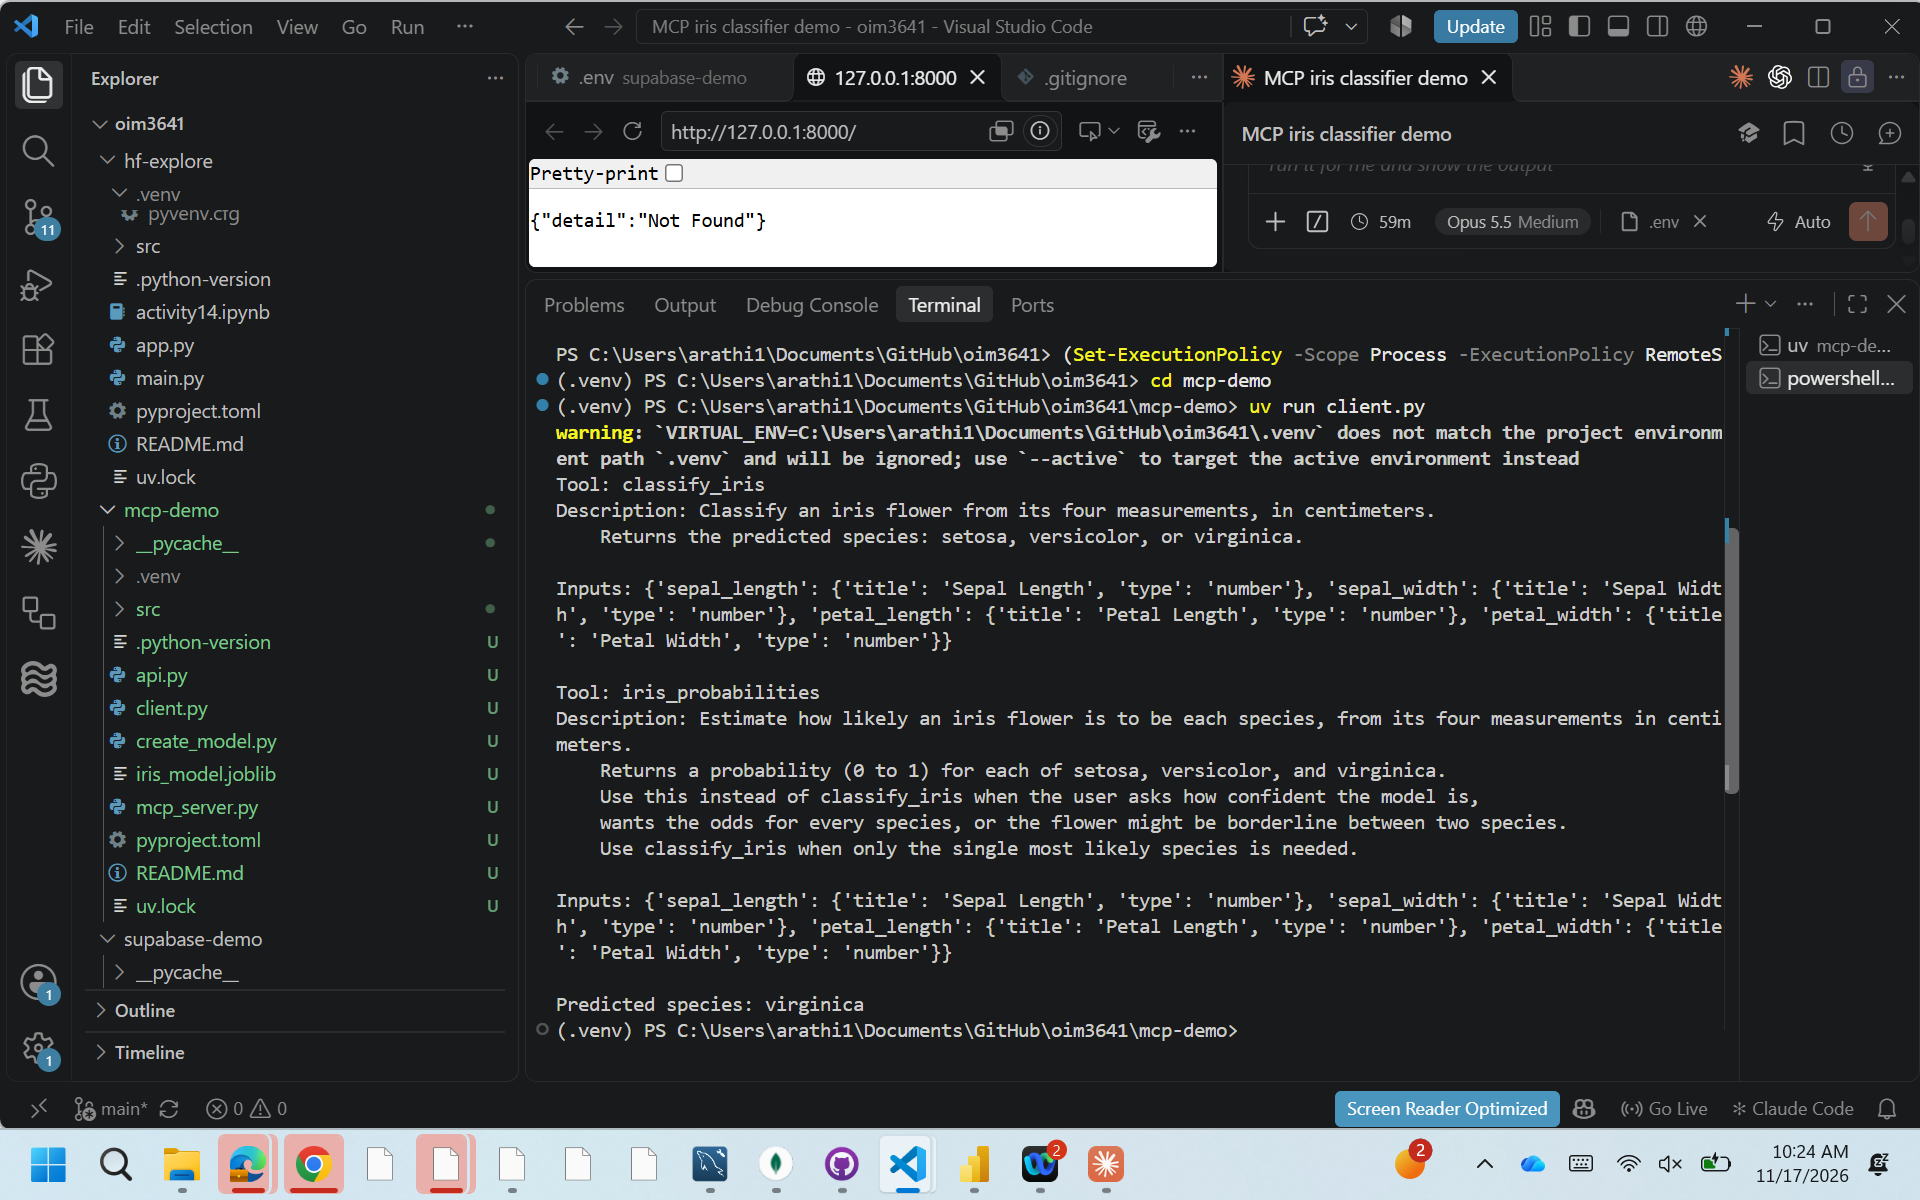 File Edit Selection View Go Run ···
MCP iris classifier demo - oim3641 - Visual Studio Code
Update
Explorer
oim3641
hf-explore
.venv
pyvenv.cfg
src
.python-version
activity14.ipynb
app.py
main.py
pyproject.toml
README.md
uv.lock
mcp-demo
__pycache__
.venv
src
.python-version U
api.py U
client.py U
create_model.py U
iris_model.joblib U
mcp_server.py U
pyproject.toml U
README.md U
uv.lock U
supabase-demo
__pycache__
Outline
Timeline
11
1
1
.env supabase-demo
127.0.0.1:8000
.gitignore
http://127.0.0.1:8000/
Pretty-print
{"detail":"Not Found"}
MCP iris classifier demo
MCP iris classifier demo
run it for me and show the output
59m
Opus 5.5 Medium
.env
Auto
Problems Output Debug Console Terminal Ports
PS C:\Users\arathi1\Documents\GitHub\oim3641> (Set-ExecutionPolicy -Scope Process -ExecutionPolicy RemoteS
(.venv) PS C:\Users\arathi1\Documents\GitHub\oim3641> cd mcp-demo
(.venv) PS C:\Users\arathi1\Documents\GitHub\oim3641\mcp-demo> uv run client.py
warning: `VIRTUAL_ENV=C:\Users\arathi1\Documents\GitHub\oim3641\.venv` does not match the project environm
ent path `.venv` and will be ignored; use `--active` to target the active environment instead
Tool: classify_iris
Description: Classify an iris flower from its four measurements, in centimeters.
Returns the predicted species: setosa, versicolor, or virginica.
Inputs: {'sepal_length': {'title': 'Sepal Length', 'type': 'number'}, 'sepal_width': {'title': 'Sepal Widt
h', 'type': 'number'}, 'petal_length': {'title': 'Petal Length', 'type': 'number'}, 'petal_width': {'title
': 'Petal Width', 'type': 'number'}}
Tool: iris_probabilities
Description: Estimate how likely an iris flower is to be each species, from its four measurements in centi
meters.
Returns a probability (0 to 1) for each of setosa, versicolor, and virginica.
Use this instead of classify_iris when the user asks how confident the model is,
wants the odds for every species, or the flower might be borderline between two species.
Use classify_iris when only the single most likely species is needed.
Inputs: {'sepal_length': {'title': 'Sepal Length', 'type': 'number'}, 'sepal_width': {'title': 'Sepal Widt
h', 'type': 'number'}, 'petal_length': {'title': 'Petal Length', 'type': 'number'}, 'petal_width': {'title
': 'Petal Width', 'type': 'number'}}
Predicted species: virginica
(.venv) PS C:\Users\arathi1\Documents\GitHub\oim3641\mcp-demo>
uv mcp-de...
powershell...
main*
0 0
Screen Reader Optimized
Go Live
Claude Code
2
2
10:24 AM
11/17/2026